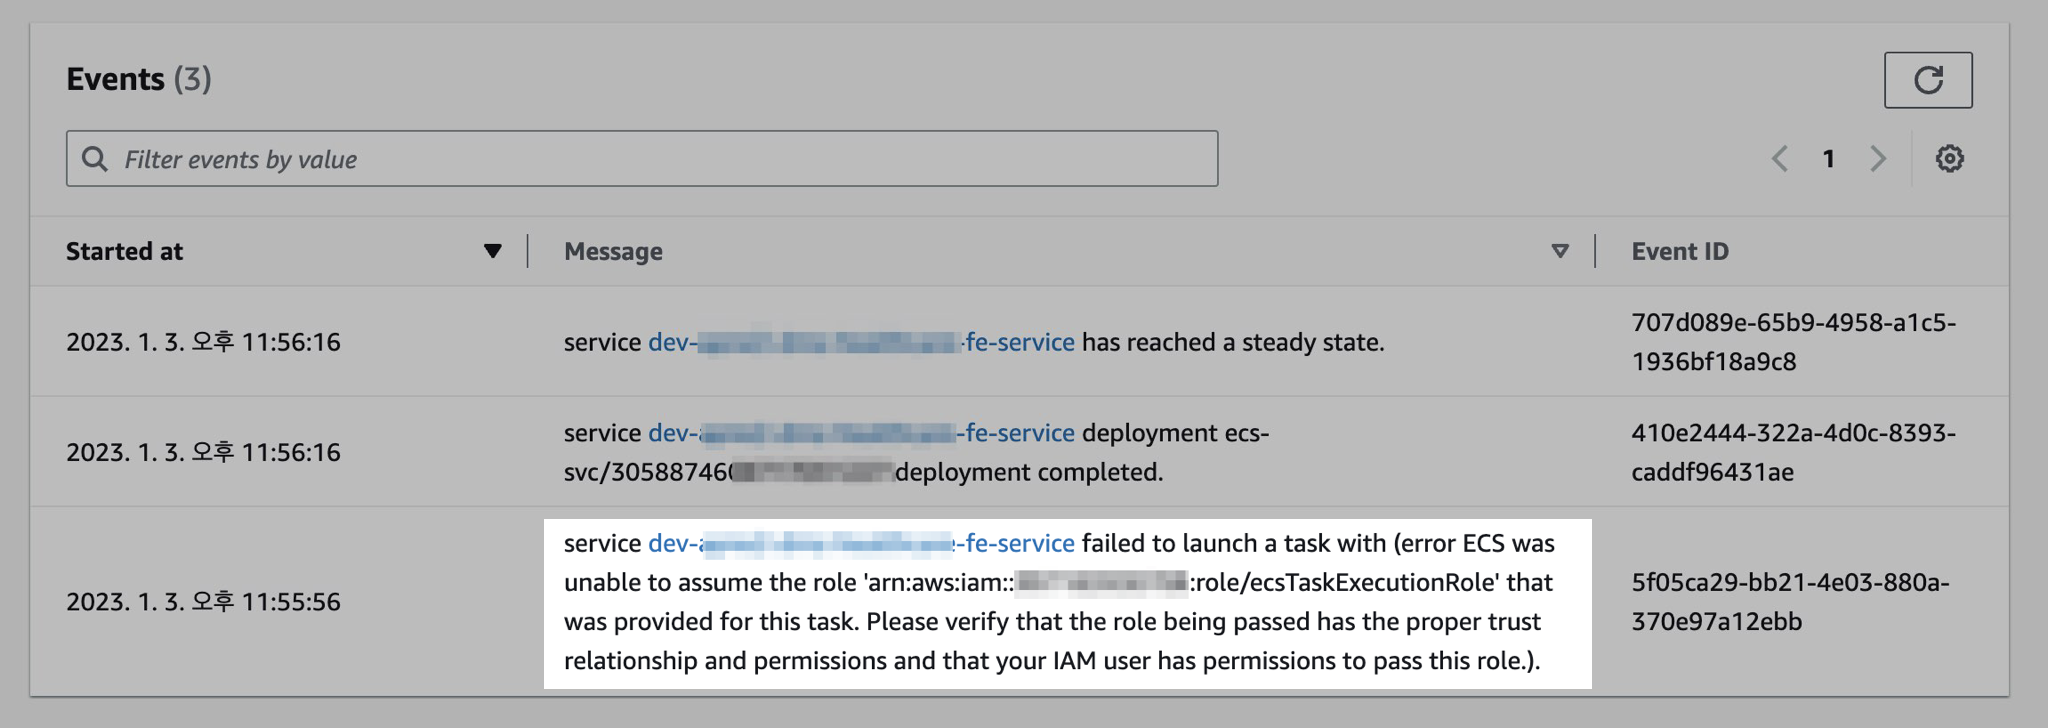 Events (3)
Filter events by value
1
Started at
Message
Event ID
2023. 1. 3. 오후 11:56:16
service dev- -fe-service has reached a steady state.
707d089e-65b9-4958-a1c5-
1936bf18a9c8
2023. 1. 3. 오후 11:56:16
service dev- -fe-service deployment ecs-
svc/30588746 deployment completed.
410e2444-322a-4d0c-8393-
caddf96431ae
2023. 1. 3. 오후 11:55:56
service dev- -fe-service failed to launch a task with (error ECS was
unable to assume the role 'arn:aws:iam:: :role/ecsTaskExecutionRole' that
was provided for this task. Please verify that the role being passed has the proper trust
relationship and permissions and that your IAM user has permissions to pass this role.).
5f05ca29-bb21-4e03-880a-
370e97a12ebb